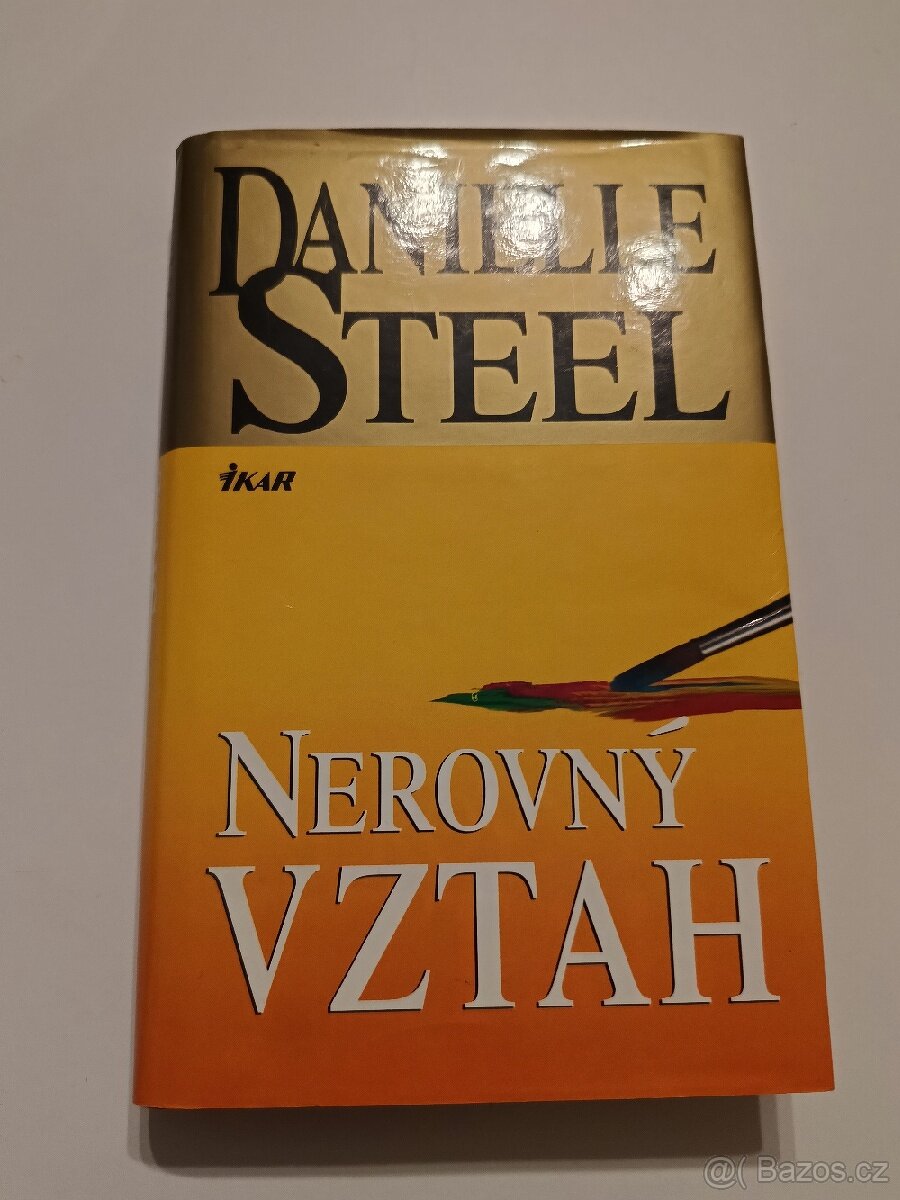 DANIELLE
STEEL
IKAR
NEROVNÝ
VZTAH
@( Bazos.cz